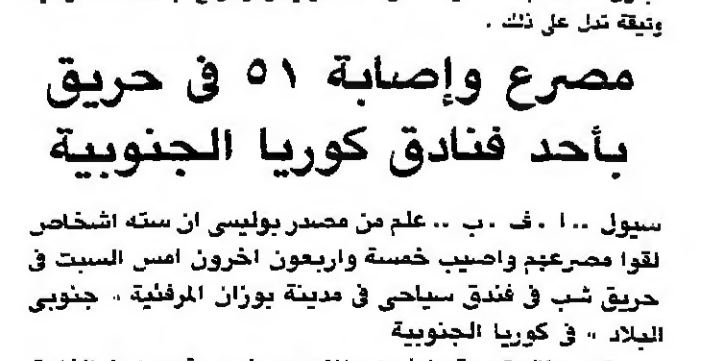 وثيقة تدل على ذلك .
مصرع وإصابة ٥١ فى حريق
بأحد فنادق كوريا الجنوبية
سيول .. ا . ف . ب .. علم من مصدر بوليسى ان سته اشخاص
لقوا مصرعهم واصيب خمسة واربعون اخرون امس السبت فى
حريق شب فى فندق سياحى فى مدينة بوزان المرفئية « جنوبى
البلاد » فى كوريا الجنوبية